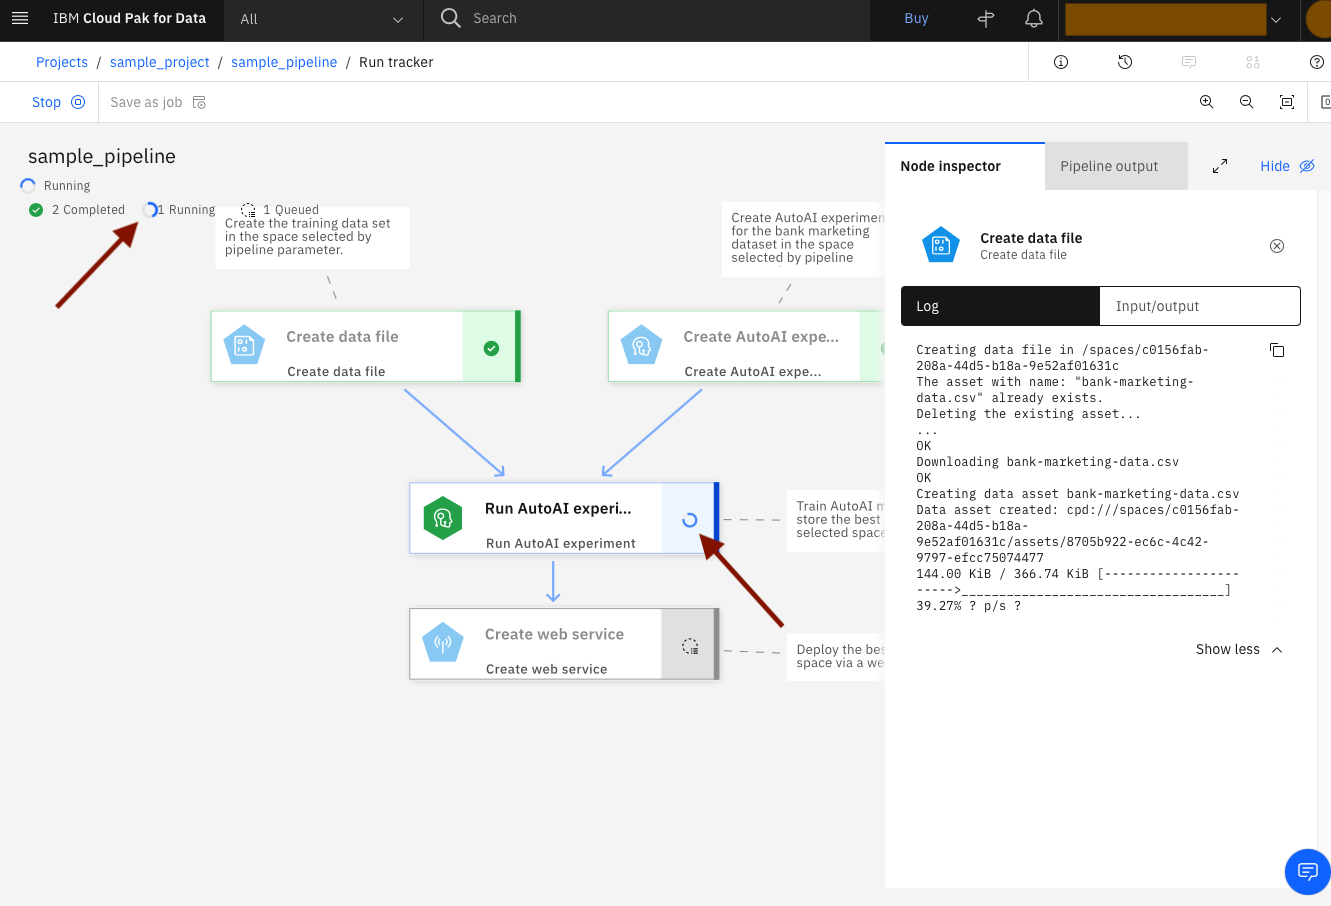 IBM Cloud Pak for Data
All
Search
Buy
Projects / sample_project / sample_pipeline / Run tracker
Stop
Save as job
sample_pipeline
Running
2 Completed
1 Running
1 Queued
Create the training data set
in the space selected by
pipeline parameter.
Create AutoAI experimen
for the bank marketing
dataset in the space
selected by pipeline
Create data file
Create data file
Create AutoAI expe...
Create AutoAI expe...
Run AutoAI experi...
Run AutoAI experiment
Train AutoAI m
store the best
selected space
Create web service
Create web service
Deploy the bes
space via a we
Node inspector
Pipeline output
Hide
Create data file
Create data file
Log
Input/output
Creating data file in /spaces/c0156fab-
208a-44d5-b18a-9e52af01631c
The asset with name: "bank-marketing-
data.csv" already exists.
Deleting the existing asset...
...
OK
Downloading bank-marketing-data.csv
OK
Creating data asset bank-marketing-data.csv
Data asset created: cpd:///spaces/c0156fab-
208a-44d5-b18a-
9e52af01631c/assets/8705b922-ec6c-4c42-
9797-efcc75074477
144.00 KiB / 366.74 KiB [-------------------
----->___________________________________]
39.27% ? p/s ?
Show less